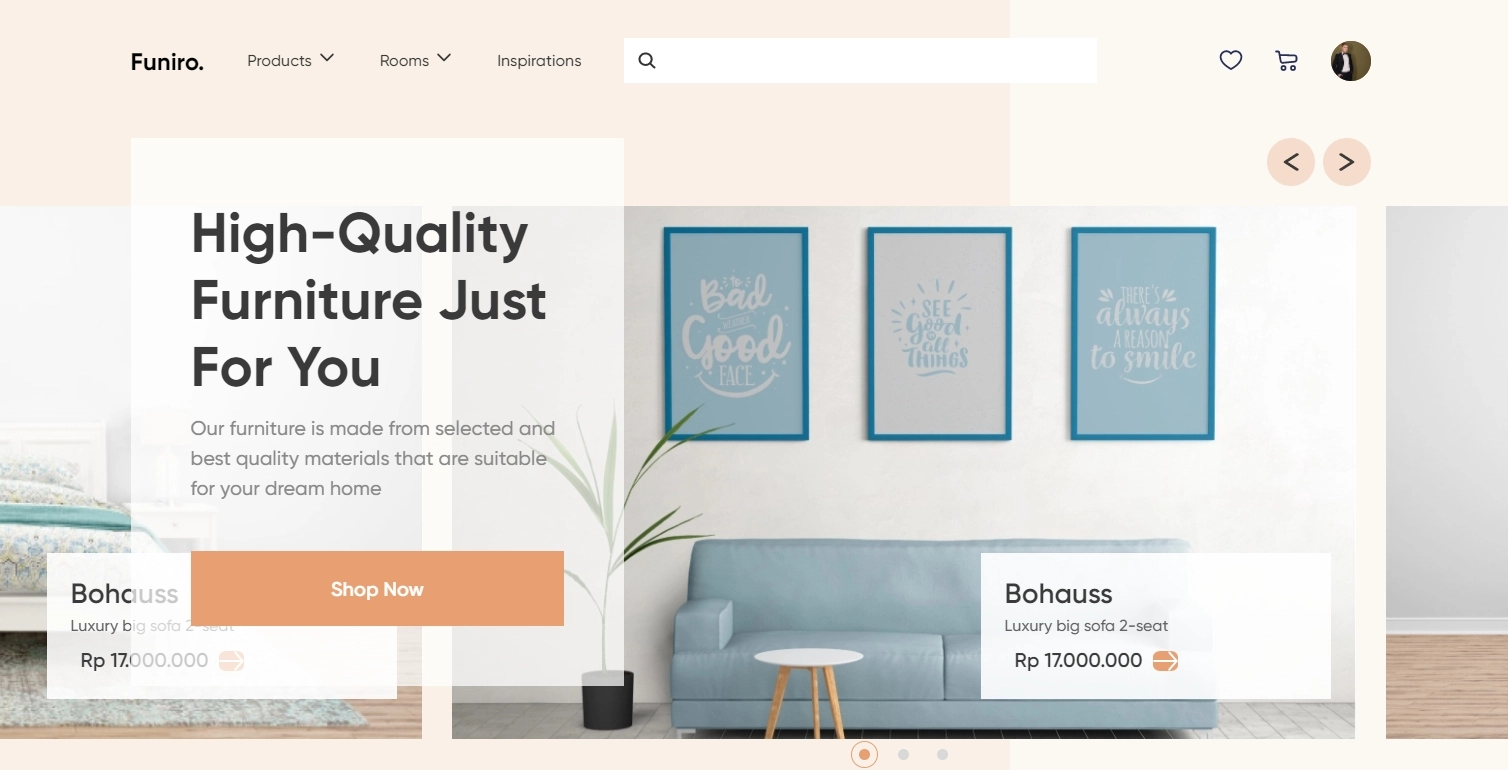 Funiro.
Products
Rooms
Inspirations
<
>
High-Quality
Furniture Just
For You
Our furniture is made from selected and
best quality materials that are suitable
for your dream home
Shop Now
Bohauss
Luxury big sofa 2-seat
Rp 17.000.000
to
Bad
Good
FACE
SEE
Good
in
all
THINGS
THERE'S
always
A REASON
to smile
Bohauss
Luxury big sofa 2-seat
Rp 17.000.000